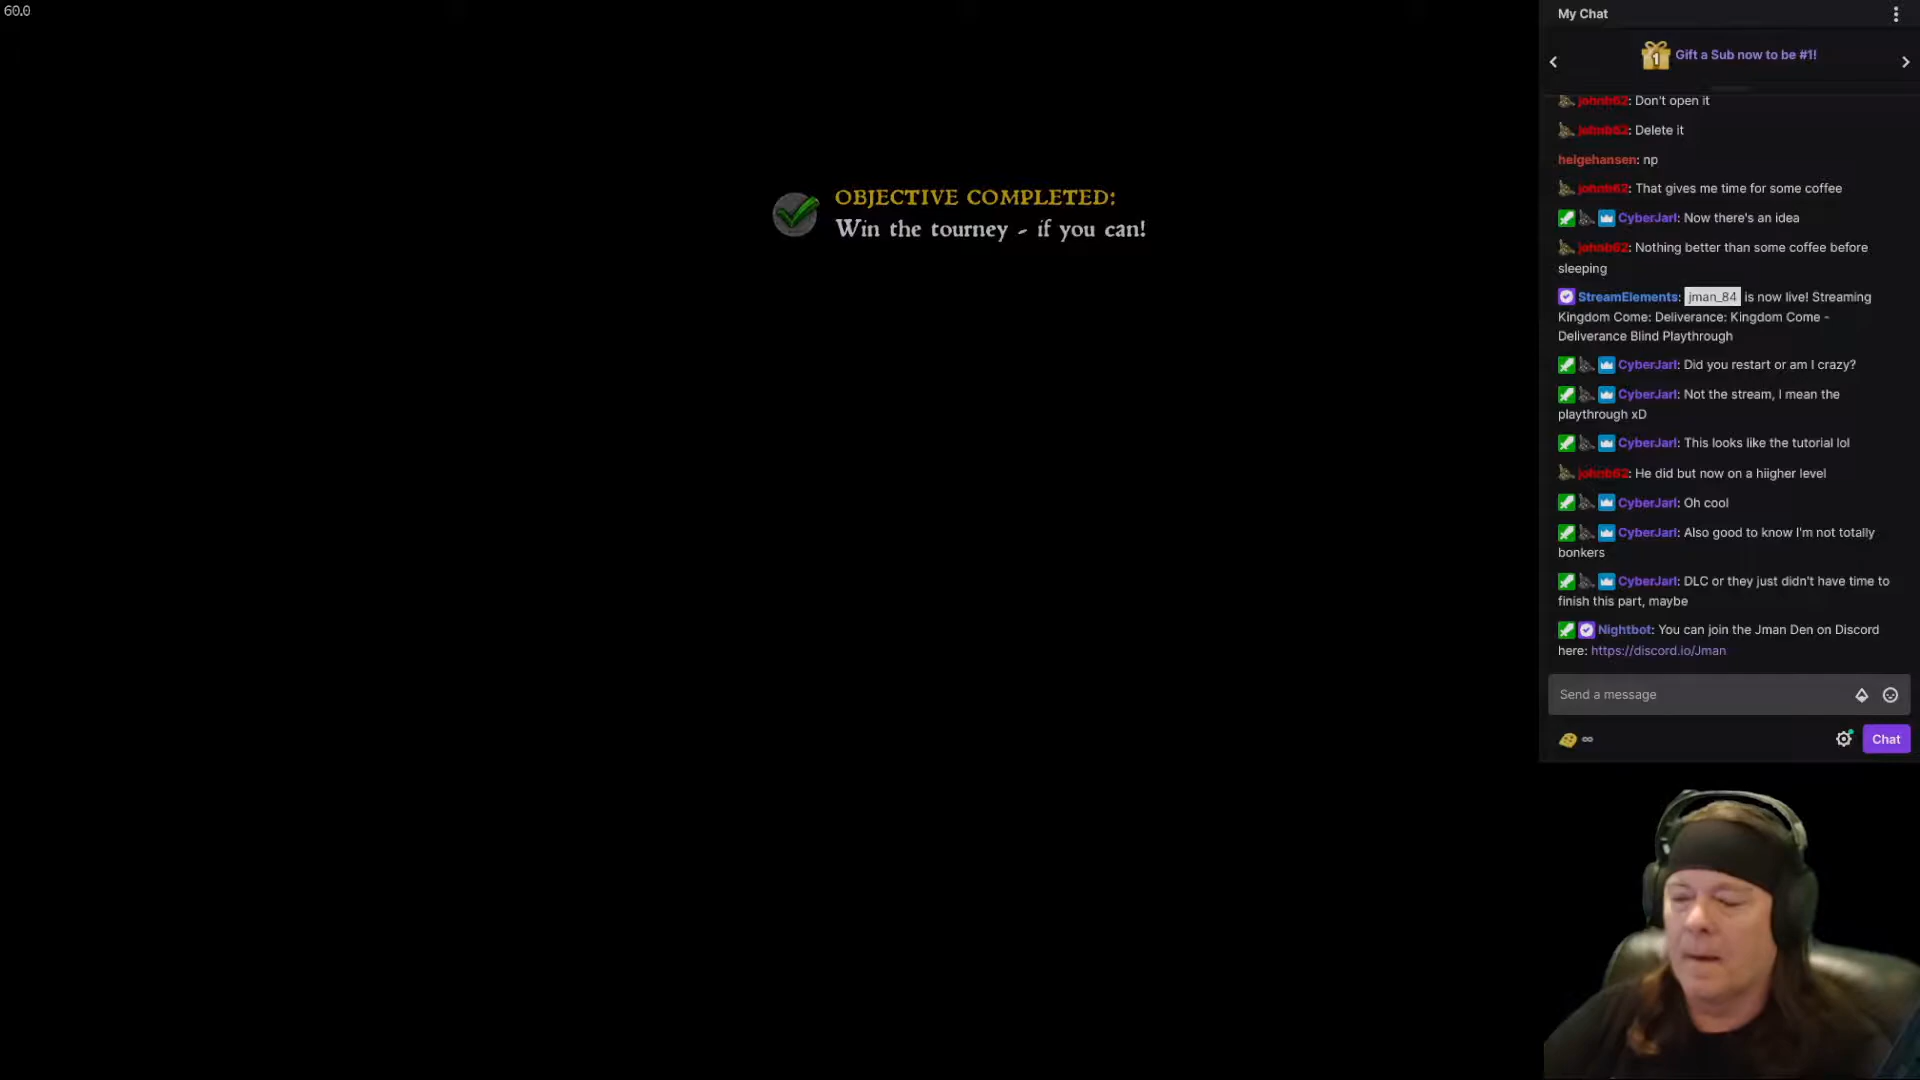 60.0
My Chat
Gift a Sub now to be #1!
1
OBJECTIVE COMPLETED:
Win the tourney - if you can!
johnb62: Don't open it
johnb62: Delete it
helgehansen: np
johnb62: That gives me time for some coffee
CyberJarl: Now there's an idea
johnb62: Nothing better than some coffee before
sleeping
StreamElements: jman_84 is now live! Streaming
Kingdom Come: Deliverance: Kingdom Come -
Deliverance Blind Playthrough
CyberJarl: Did you restart or am I crazy?
CyberJarl: Not the stream, I mean the
playthrough xD
CyberJarl: This looks like the tutorial lol
johnb62: He did but now on a hiigher level
CyberJarl: Oh cool
CyberJarl: Also good to know I'm not totally
bonkers
CyberJarl: DLC or they just didn't have time to
finish this part, maybe
Nightbot: You can join the Jman Den on Discord
here: https://discord.io/Jman
Send a message
∞
Chat